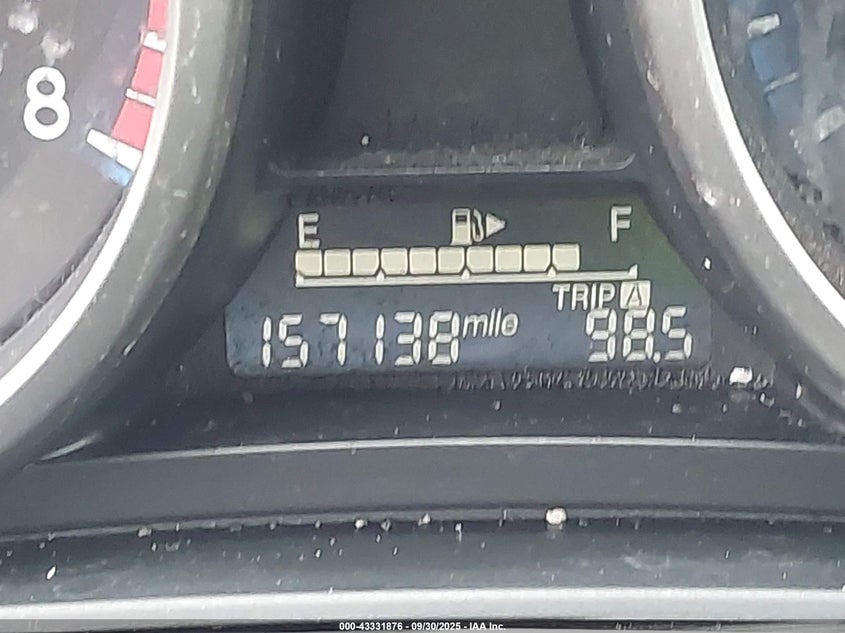 8
E F
TRIP A
157138 mile 98.5
000-43331876 - 09/30/2025 - IAA Inc.